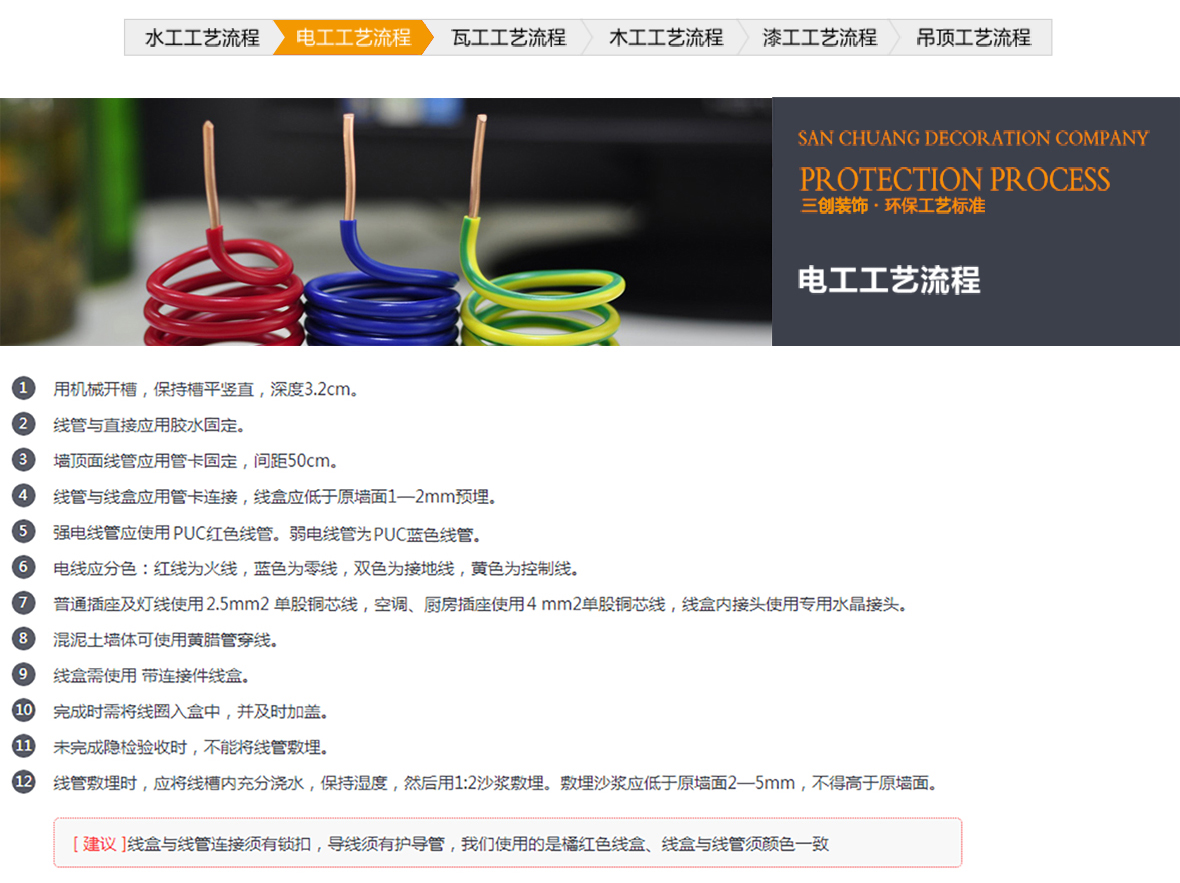 水工工艺流程 电工工艺流程 瓦工工艺流程 木工工艺流程 漆工工艺流程 吊顶工艺流程
SAN CHUANG DECORATION COMPANY
PROTECTION PROCESS
三创装饰·环保工艺标准
电工工艺流程
1 用机械开槽，保持槽平竖直，深度3.2cm。
2 线管与直接应用胶水固定。
3 墙顶面线管应用管卡固定，间距50cm。
4 线管与线盒应用管卡连接，线盒应低于原墙面1—2mm预埋。
5 强电线管应使用PUC红色线管。弱电线管为PUC蓝色线管。
6 电线应分色：红线为火线，蓝色为零线，双色为接地线，黄色为控制线。
7 普通插座及灯线使用2.5mm2 单股铜芯线，空调、厨房插座使用4 mm2单股铜芯线，线盒内接头使用专用水晶接头。
8 混泥土墙体可使用黄腊管穿线。
9 线盒需使用 带连接件线盒。
10 完成时需将线圈入盒中，并及时加盖。
11 未完成隐检验收时，不能将线管敷埋。
12 线管敷埋时，应将线槽内充分浇水，保持湿度，然后用1:2沙浆敷埋。敷埋沙浆应低于原墙面2—5mm，不得高于原墙面。
[ 建议 ]线盒与线管连接须有锁扣，导线须有护导管，我们使用的是橘红色线盒、线盒与线管须颜色一致